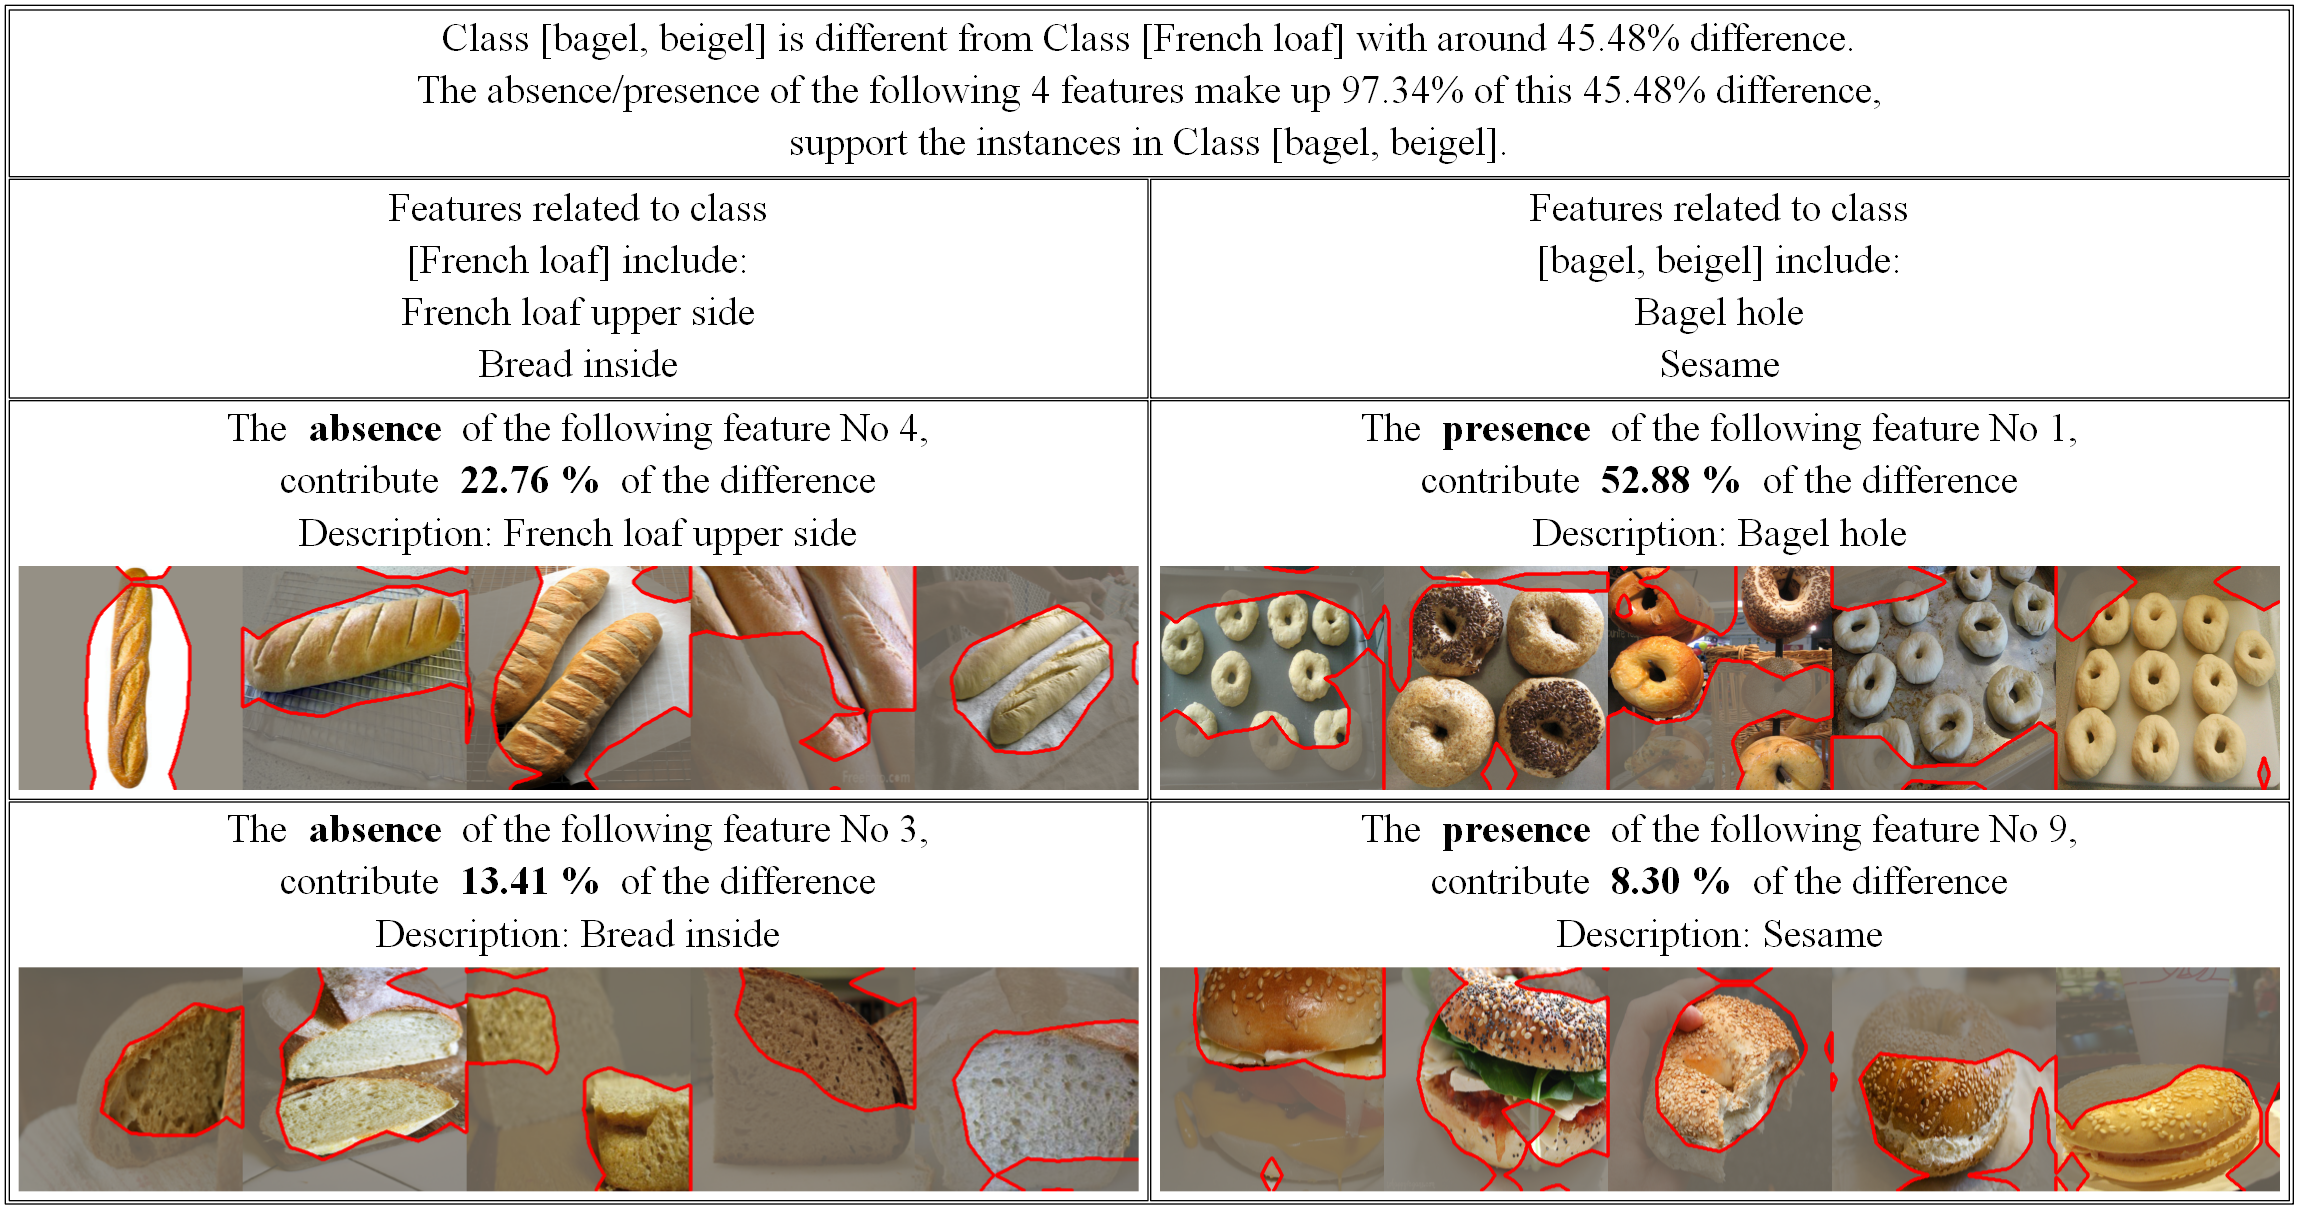 Class [bagel, beigel] is different from Class [French loaf] with around 45.48% difference.
The absence/presence of the following 4 features make up 97.34% of this 45.48% difference,
support the instances in Class [bagel, beigel].
Features related to class
[French loaf] include:
French loaf upper side
Bread inside
Features related to class
[bagel, beigel] include:
Bagel hole
Sesame
The absence of the following feature No 4,
contribute 22.76 % of the difference
Description: French loaf upper side
The presence of the following feature No 1,
contribute 52.88 % of the difference
Description: Bagel hole
The absence of the following feature No 3,
contribute 13.41 % of the difference
Description: Bread inside
The presence of the following feature No 9,
contribute 8.30 % of the difference
Description: Sesame